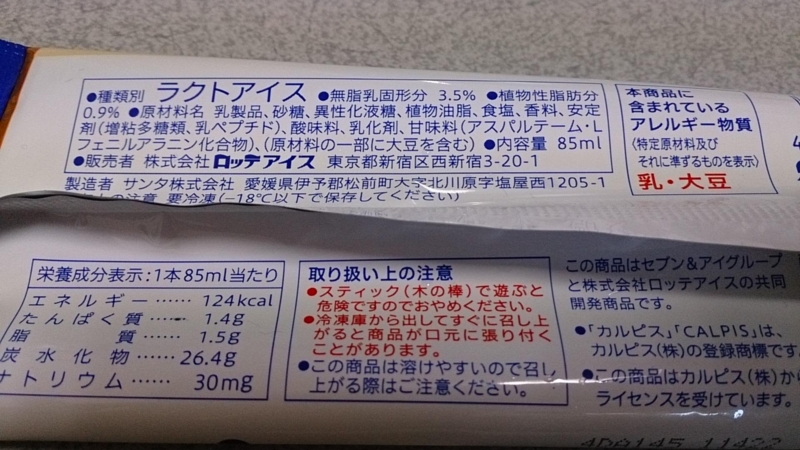 ●種類別 ラクトアイス ●無脂乳固形分 3.5% ●植物性脂肪分
0.9% ●原材料名 乳製品、砂糖、異性化液糖、植物油脂、食塩、香料、安定
剤(増粘多糖類、乳ペプチド)、酸味料、乳化剤、甘味料(アスパルテーム・L
フェニルアラニン化合物)、(原材料の一部に大豆を含む) ●内容量 85ml
●販売者 株式会社ロッテアイス 東京都新宿区西新宿3-20-1
製造者 サンタ株式会社 愛媛県伊予郡松前町大字北川原字塩屋西1205-1
の注意 要冷凍(-18℃以下で保存してください)
本商品に
含まれている
アレルギー物質
(特定原材料及び
それに準ずるものを表示)
乳・大豆
栄養成分表示:1本85ml当たり
エネルギー…… 124kcal
たんぱく質…… 1.4g
脂質…… 1.5g
炭水化物…… 26.4g
ナトリウム…… 30mg
取り扱い上の注意
●スティック(木の棒)で遊ぶと
危険ですのでおやめください。
●冷凍庫から出してすぐに召し上
がると商品が口元に張り付く
ことがあります。
●この商品は溶けやすいので召し
上がる際はご注意ください。
この商品はセブン&アイグループ
と株式会社ロッテアイスの共同
開発商品です。
●「カルピス」「CALPIS」は、
カルピス(株)の登録商標です
●この商品はカルピス(株)から
ライセンスを受けています。